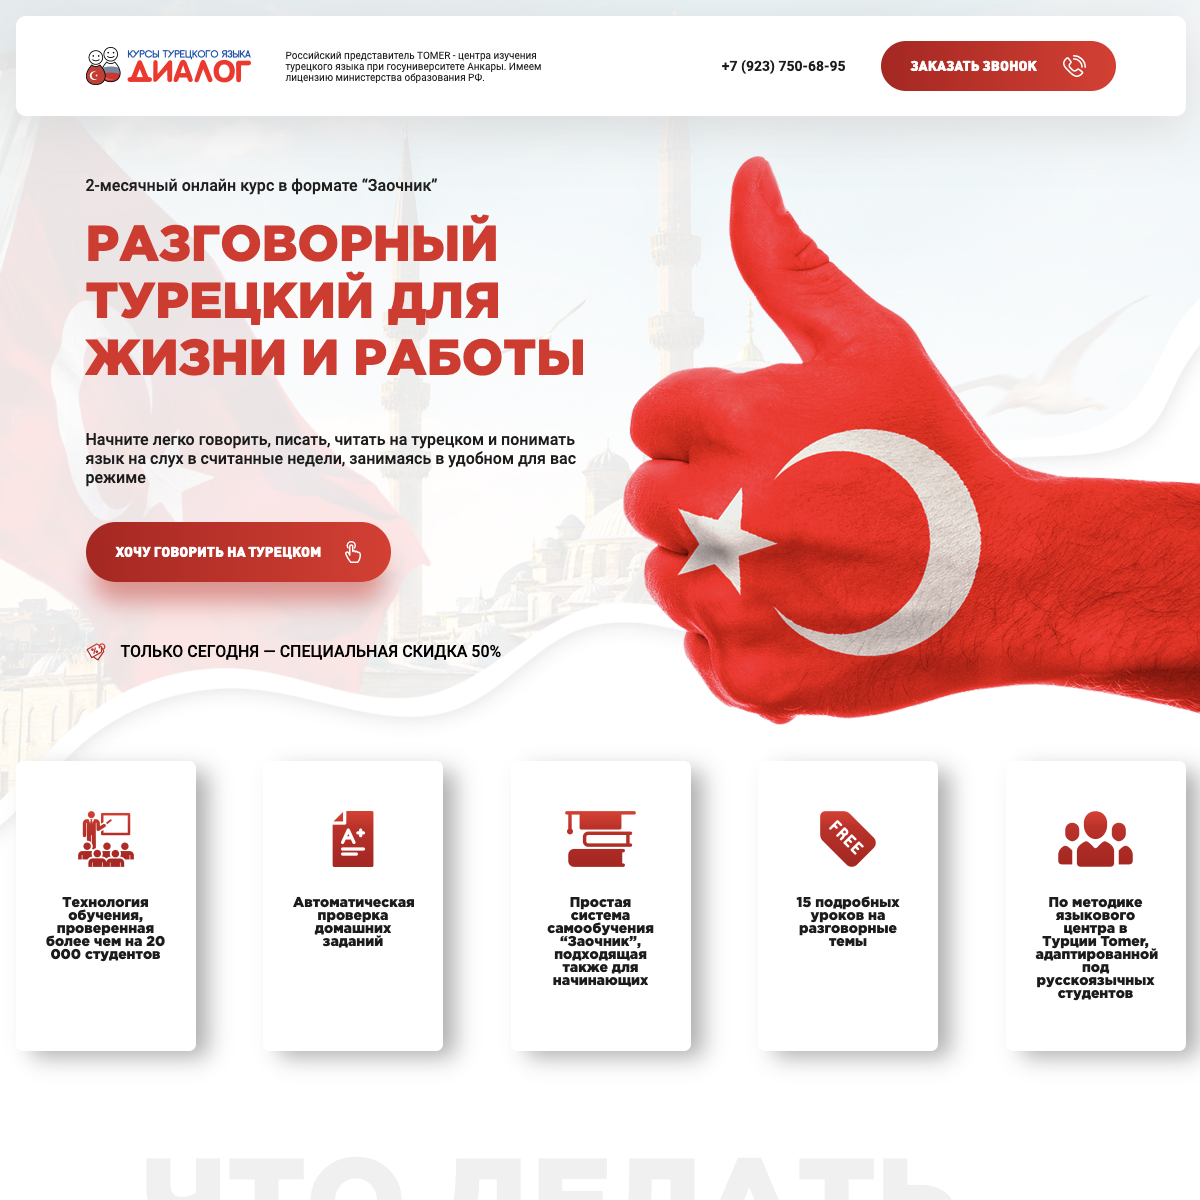 КУРСЫ ТУРЕЦКОГО ЯЗЫКА
ДИАЛОГ
Российский представитель TOMER - центра изучения
турецкого языка при госуниверситете Анкары. Имеем
лицензию министерства образования РФ.
+7 (923) 750-68-95
ЗАКАЗАТЬ ЗВОНОК
2-месячный онлайн курс в формате “Заочник”
РАЗГОВОРНЫЙ
ТУРЕЦКИЙ ДЛЯ
ЖИЗНИ И РАБОТЫ
Начните легко говорить, писать, читать на турецком и понимать
язык на слух в считанные недели, занимаясь в удобном для вас
режиме
ХОЧУ ГОВОРИТЬ НА ТУРЕЦКОМ
%
ТОЛЬКО СЕГОДНЯ — СПЕЦИАЛЬНАЯ СКИДКА 50%
Технология
обучения,
проверенная
более чем на 20
000 студентов
A+
Автоматическая
проверка
домашних
заданий
Простая
система
самообучения
“Заочник”,
подходящая
также для
начинающих
FREE
15 подробных
уроков на
разговорные
темы
По методике
языкового
центра в
Турции Tomer,
адаптированной
под
русскоязычных
студентов
ЧТО ДЕЛАТЬ